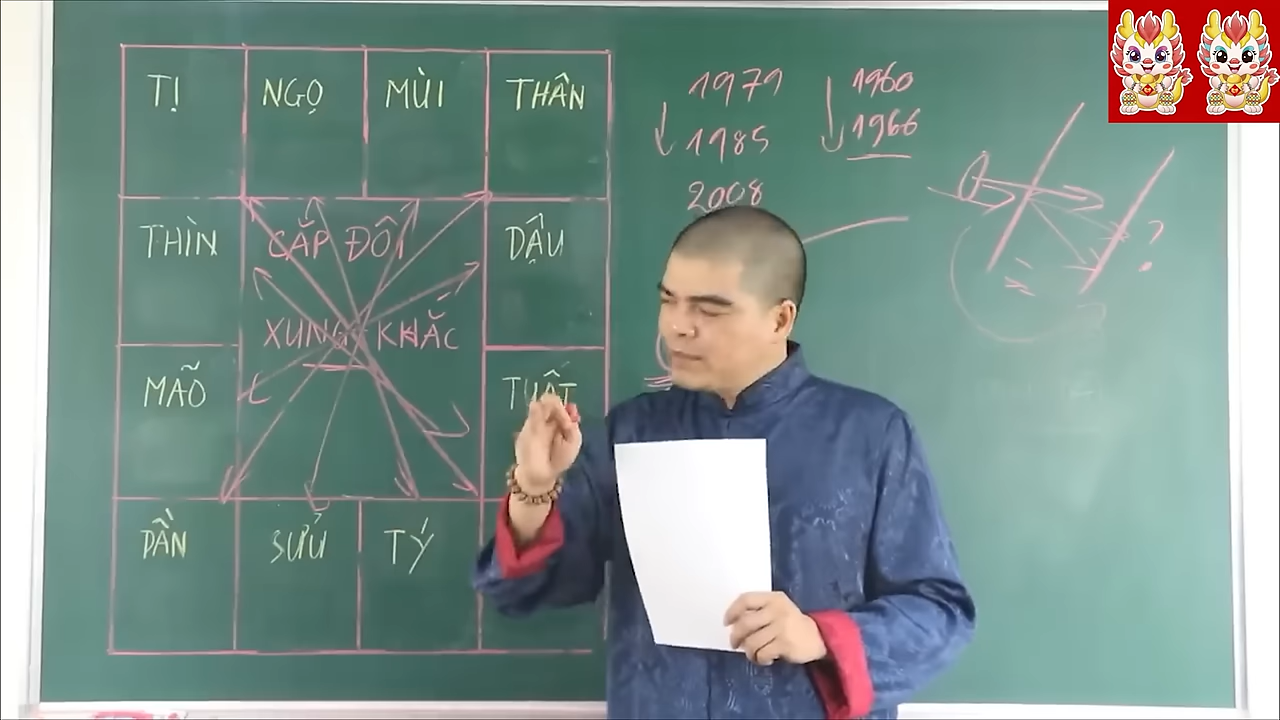 TỊ
NGỌ
MÙI
THÂN
THÌN
CẶP ĐÔI
DẬU
MÃO
XUNG KHẮC
TUẤT
DẦN
SỬU
TÝ
1979
1985
2008
1960
1966
?